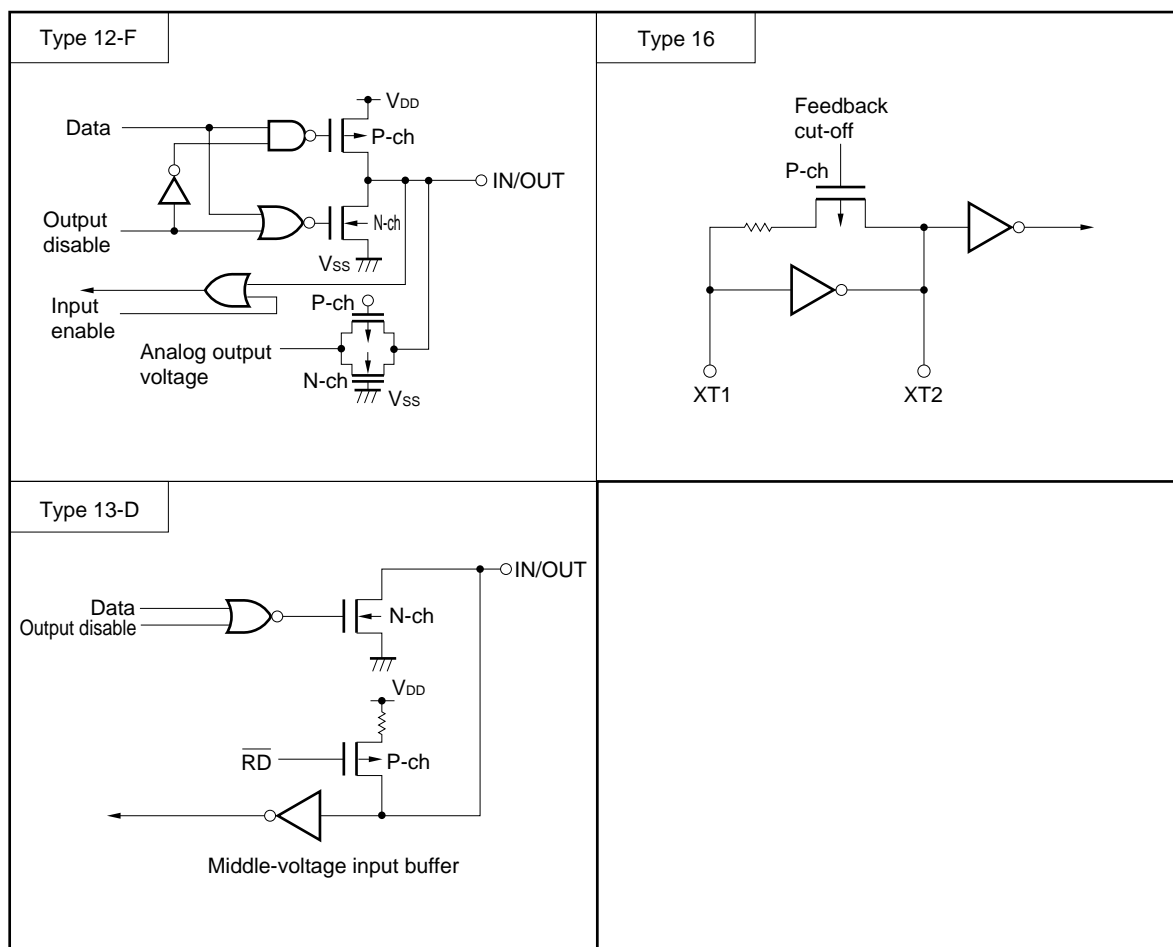 Type 12-F
VDD
Data
P-ch
IN/OUT
Output
disable
N-ch
VSS
Input
enable
P-ch
Analog output
voltage
N-ch
VSS
Type 16
Feedback
cut-off
P-ch
XT1
XT2
Type 13-D
IN/OUT
Data
Output disable
N-ch
VDD
RD
P-ch
Middle-voltage input buffer